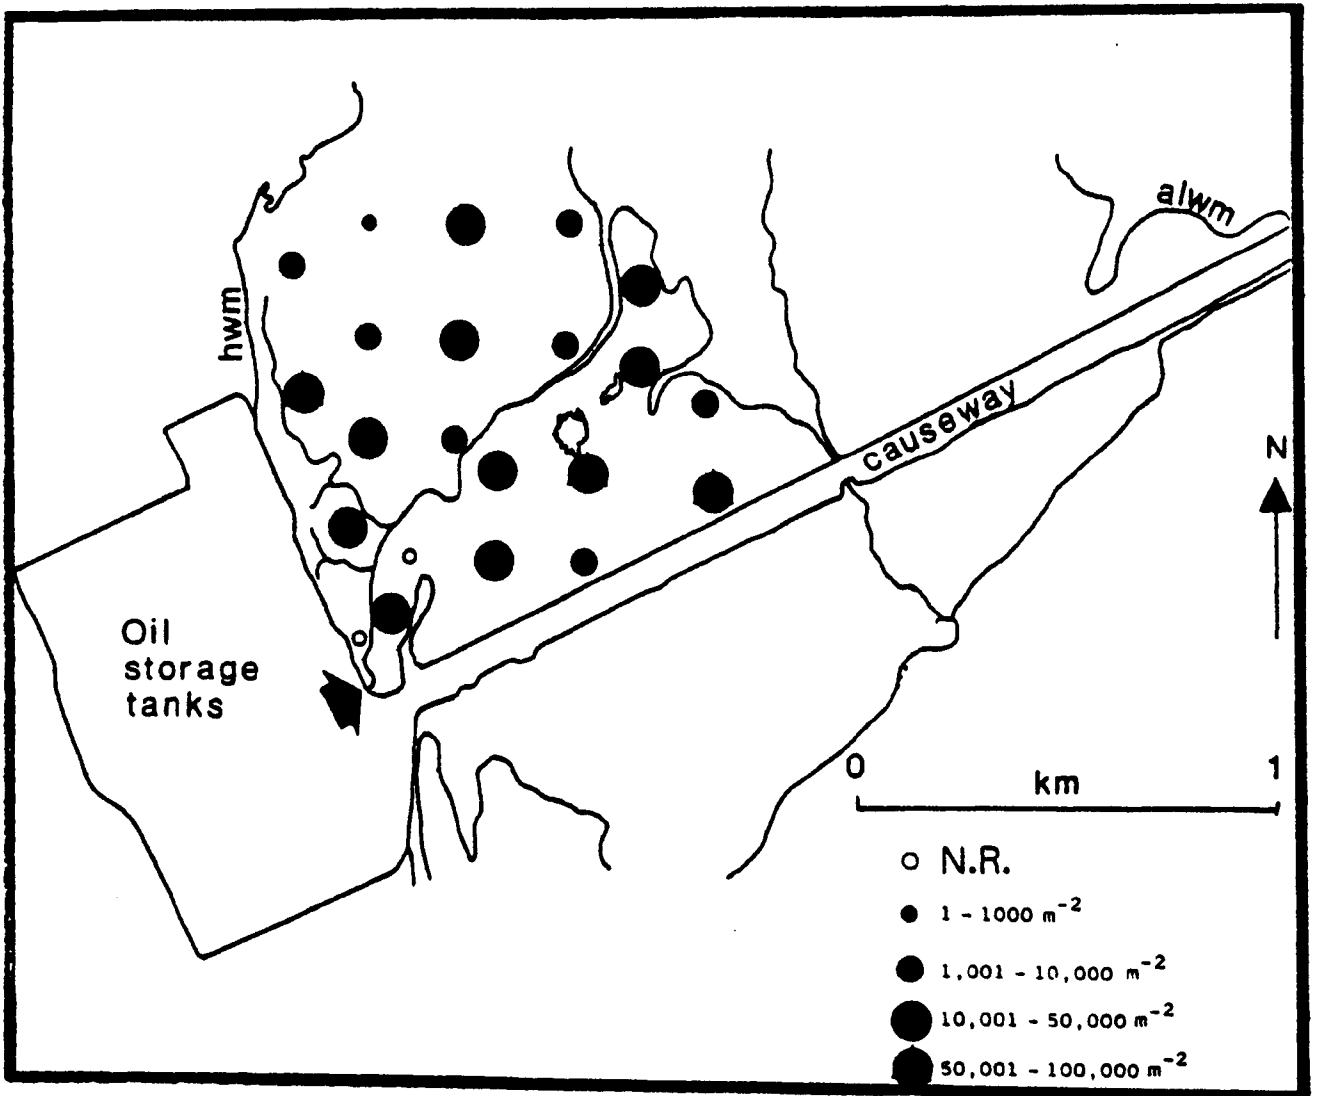 alwm
hwm
causeway
N
Oil
storage
tanks
0 1
km
N.R.
1 - 1000 m⁻²
1,001 - 10,000 m⁻²
10,001 - 50,000 m⁻²
50,001 - 100,000 m⁻²